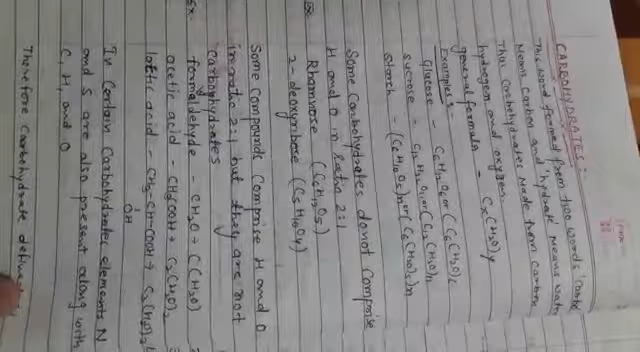 CARBOHYDRATES :
This word formed from two words 'carbo'
means carbon and 'hydrate' means water
Thus carbohydrates made from carbon
hydrogen and oxygen.
general formula - Cx(H2O)y
Examples :-
Glucose - C6H12O6 or (C6(H2O)6
sucrose - C12H22O11 or (C12(H2O)11
Starch - (C6H10O5)n or (C6(H2O)5)n
Some carbohydrates donot comprise
H and O in ratio 2:1
Ex Rhamnose (C6H12O5)
2-deoxyribose (C5H10O4)
Some compounds comprise H and O
in ratio 2:1 but they are not
carbohydrates
Ex formaldehyde - CH2O → C(H2O)
acetic acid - CH3COOH → C2(H2O)2
lactic acid - CH3-CH-COOH → C3(H2O)3
OH
In Certain Carbohydrates elements N
and S are also present along with
C, H, and O
Therefore carbohydrate